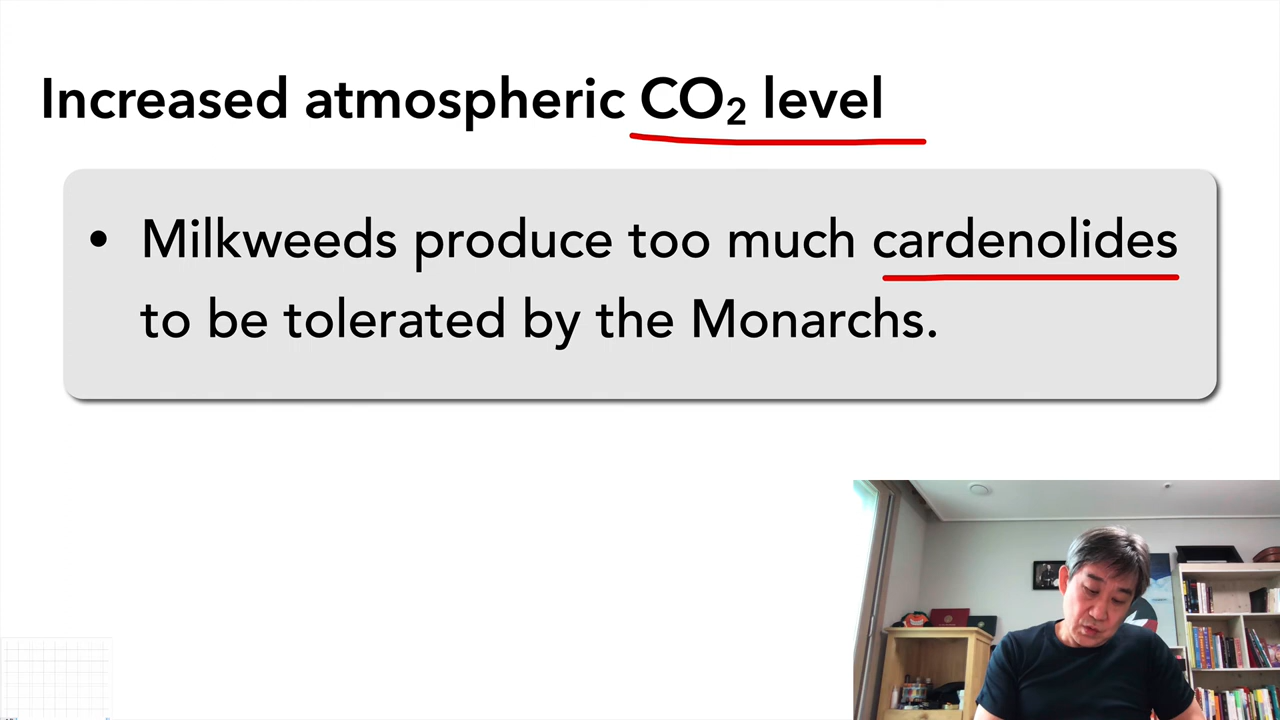 Increased atmospheric CO₂ level
• Milkweeds produce too much cardenolides
to be tolerated by the Monarchs.